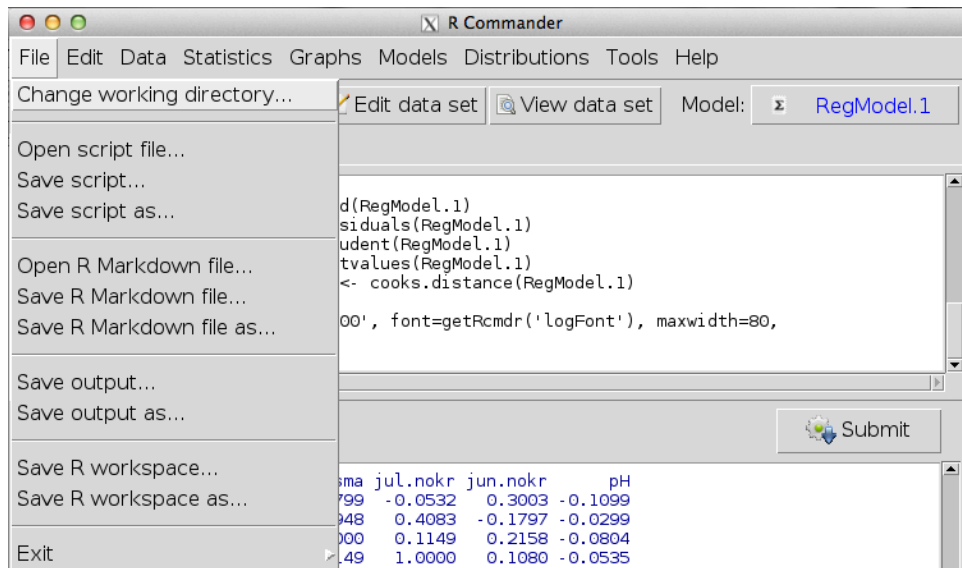 R Commander
File Edit Data Statistics Graphs Models Distributions Tools Help
Change working directory...
Edit data set View data set Model: Σ RegModel.1
Open script file...
Save script...
Save script as...
d(RegModel.1)
siduals(RegModel.1)
udent(RegModel.1)
tvalues(RegModel.1)
<- cooks.distance(RegModel.1)
00', font=getRcmdr('logFont'), maxwidth=80,
Open R Markdown file...
Save R Markdown file...
Save R Markdown file as...
Save output...
Save output as...
Submit
Save R workspace...
Save R workspace as...
Exit
sma jul.nokr jun.nokr pH
799 -0.0532 0.3003 -0.1099
948 0.4083 -0.1797 -0.0299
000 0.1149 0.2158 -0.0804
.49 1.0000 0.1080 -0.0535